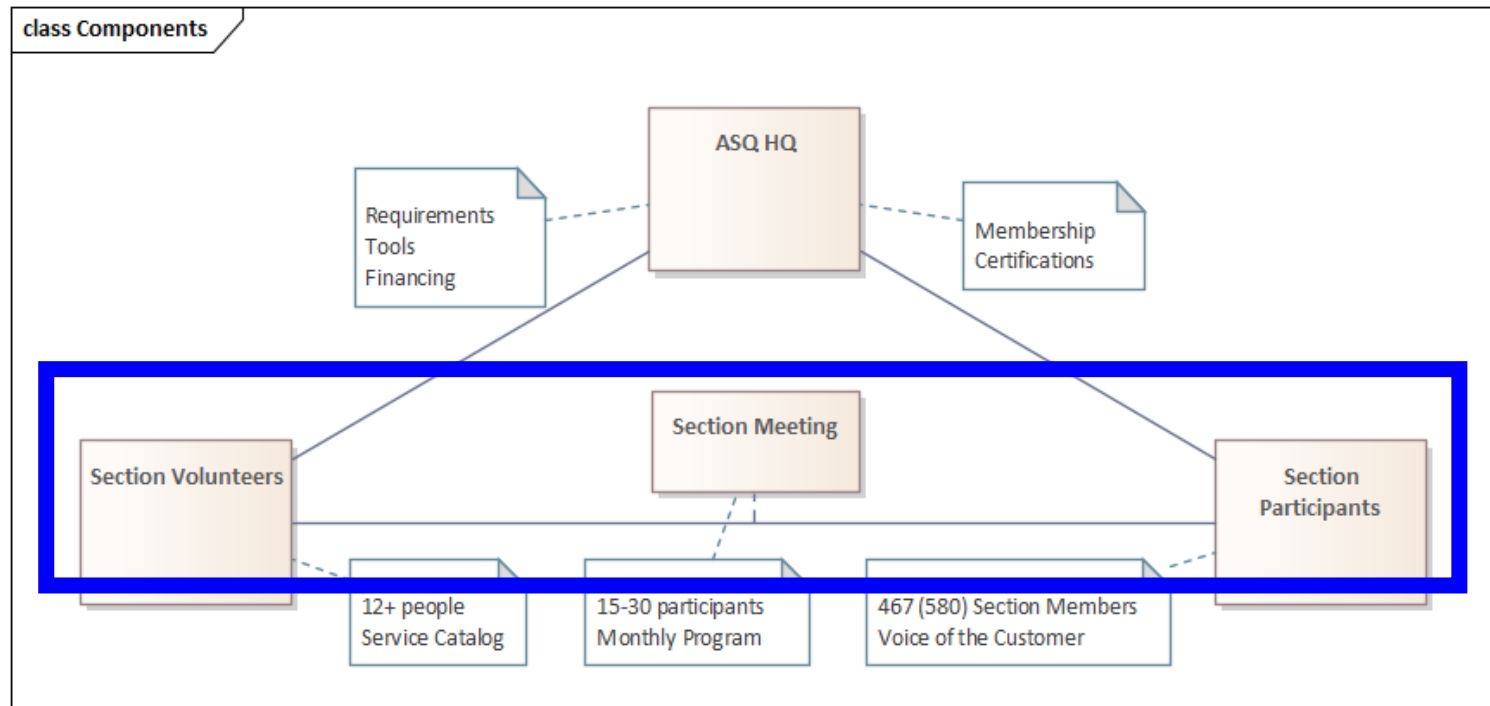 class Components
ASQ HQ
Requirements
Tools
Financing
Membership
Certifications
Section Meeting
Section Volunteers
Section
Participants
12+ people
Service Catalog
15-30 participants
Monthly Program
467 (580) Section Members
Voice of the Customer